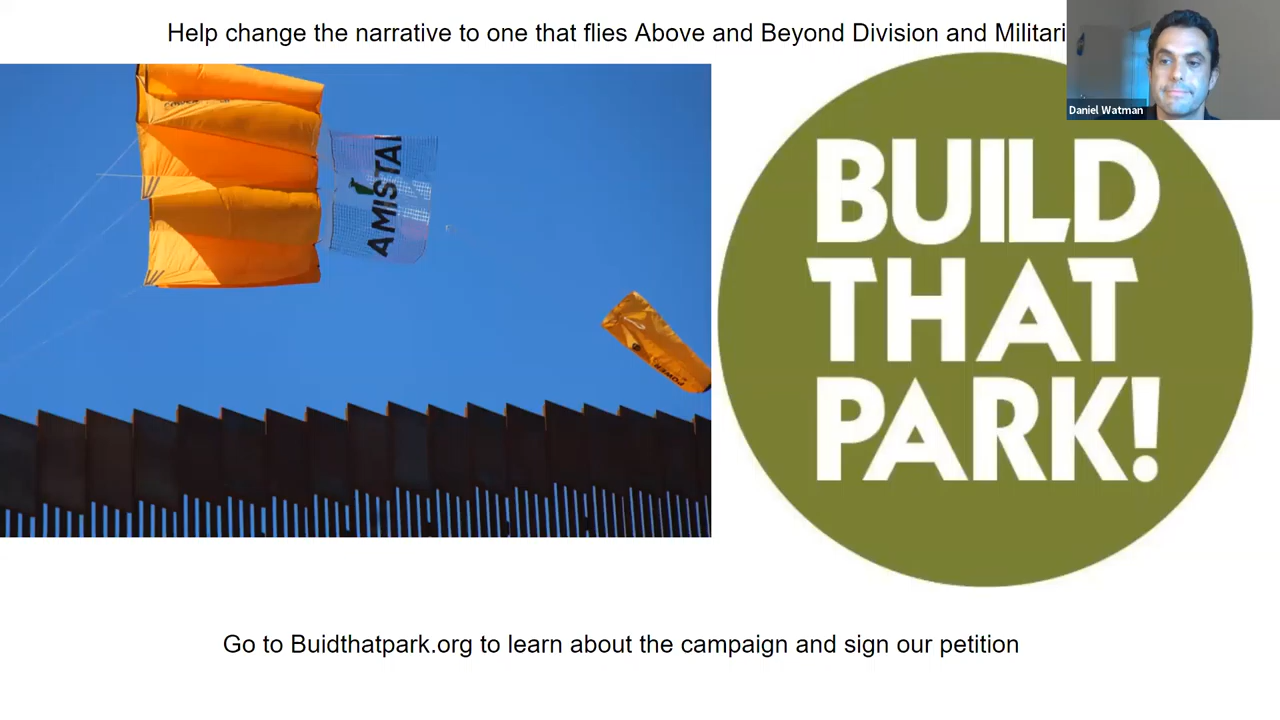 Help change the narrative to one that flies Above and Beyond Division and Militari
Daniel Watman
AMISTA
POWER
BUILD
THAT
PARK!
Go to Buidthatpark.org to learn about the campaign and sign our petition